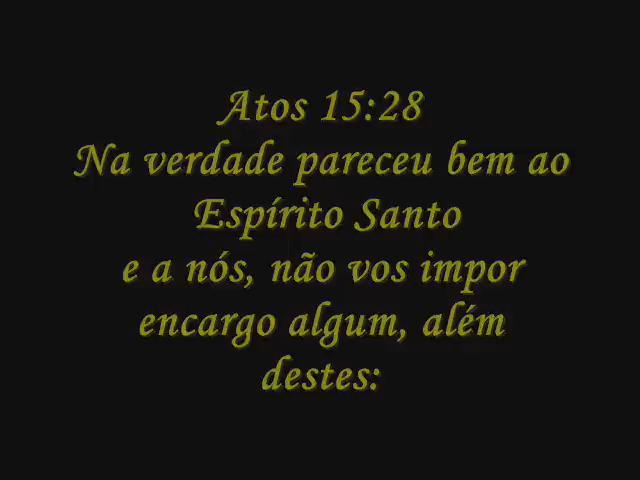 Atos 15:28
Na verdade pareceu bem ao
Espírito Santo
e a nós, não vos impor
encargo algum, além
destes: